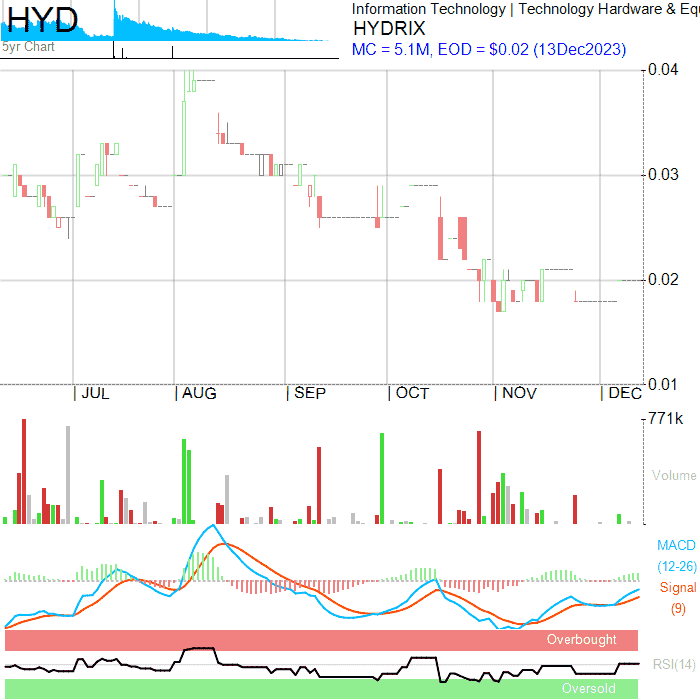 HYD
5yr Chart
Information Technology | Technology Hardware & Equ
HYDRIX
MC = 5.1M, EOD = $0.02 (13Dec2023)
0.04
0.03
0.02
0.01
JUL
AUG
SEP
OCT
NOV
DEC
771k
Volume
MACD
(12-26)
Signal
(9)
Overbought
RSI(14)
Oversold